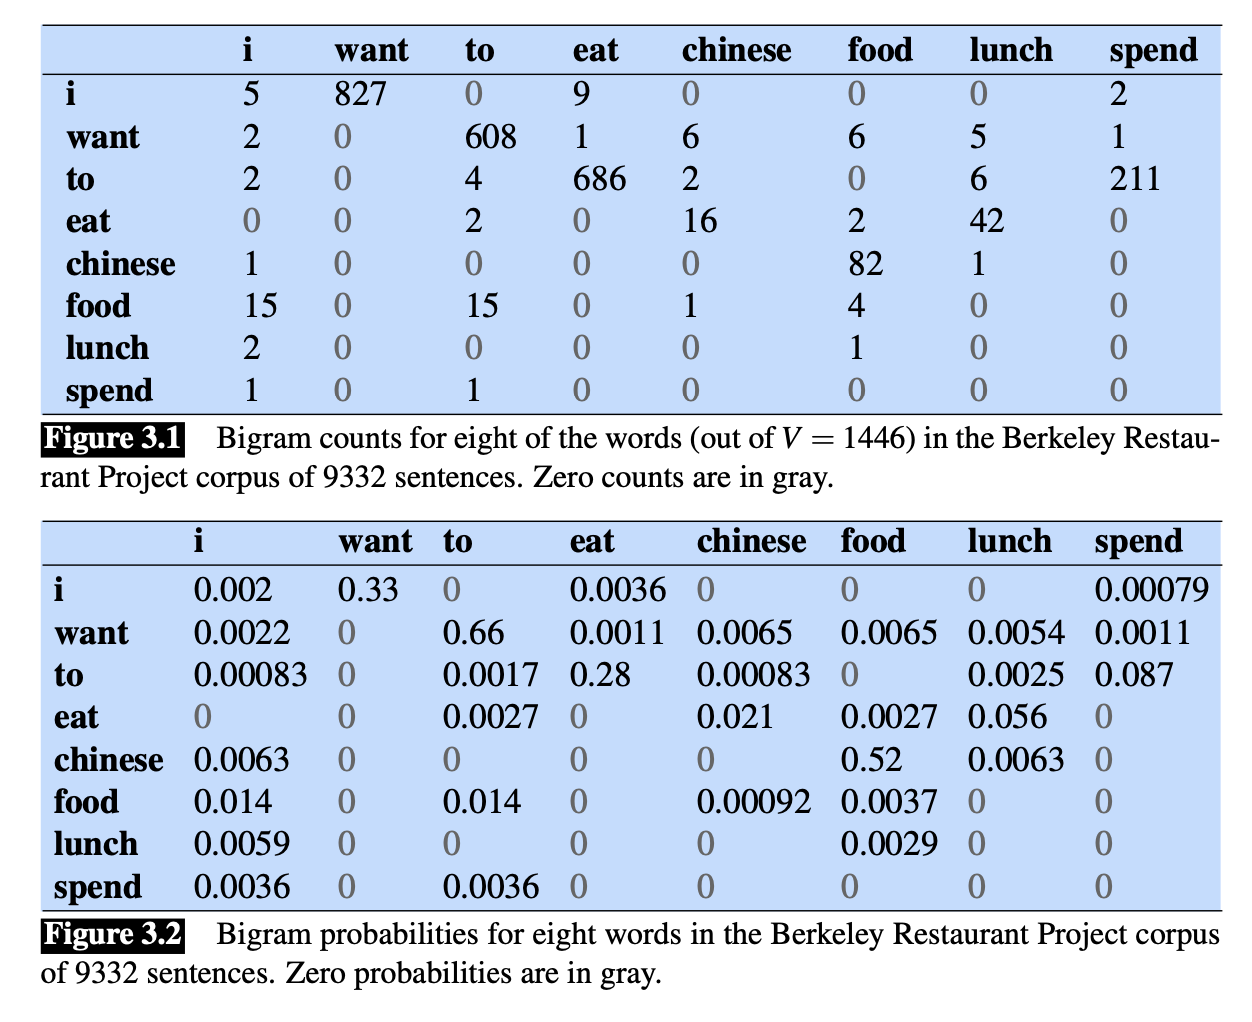 i want to eat chinese food lunch spend
i 5 827 0 9 0 0 0 2
want 2 0 608 1 6 6 5 1
to 2 0 4 686 2 0 6 211
eat 0 0 2 0 16 2 42 0
chinese 1 0 0 0 0 82 1 0
food 15 0 15 0 1 4 0 0
lunch 2 0 0 0 0 1 0 0
spend 1 0 1 0 0 0 0 0
Figure 3.1 Bigram counts for eight of the words (out of V = 1446) in the Berkeley Restau-
rant Project corpus of 9332 sentences. Zero counts are in gray.
i want to eat chinese food lunch spend
i 0.002 0.33 0 0.0036 0 0 0 0.00079
want 0.0022 0 0.66 0.0011 0.0065 0.0065 0.0054 0.0011
to 0.00083 0 0.0017 0.28 0.00083 0 0.0025 0.087
eat 0 0 0.0027 0 0.021 0.0027 0.056 0
chinese 0.0063 0 0 0 0 0.52 0.0063 0
food 0.014 0 0.014 0 0.00092 0.0037 0 0
lunch 0.0059 0 0 0 0 0.0029 0 0
spend 0.0036 0 0.0036 0 0 0 0 0
Figure 3.2 Bigram probabilities for eight words in the Berkeley Restaurant Project corpus
of 9332 sentences. Zero probabilities are in gray.